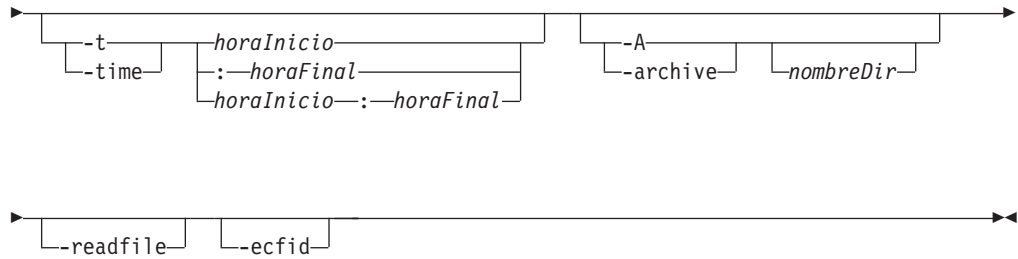 -t horaInicio -A
-time : horaFinal -archive nombreDir
horaInicio : horaFinal
-readfile -ecfid